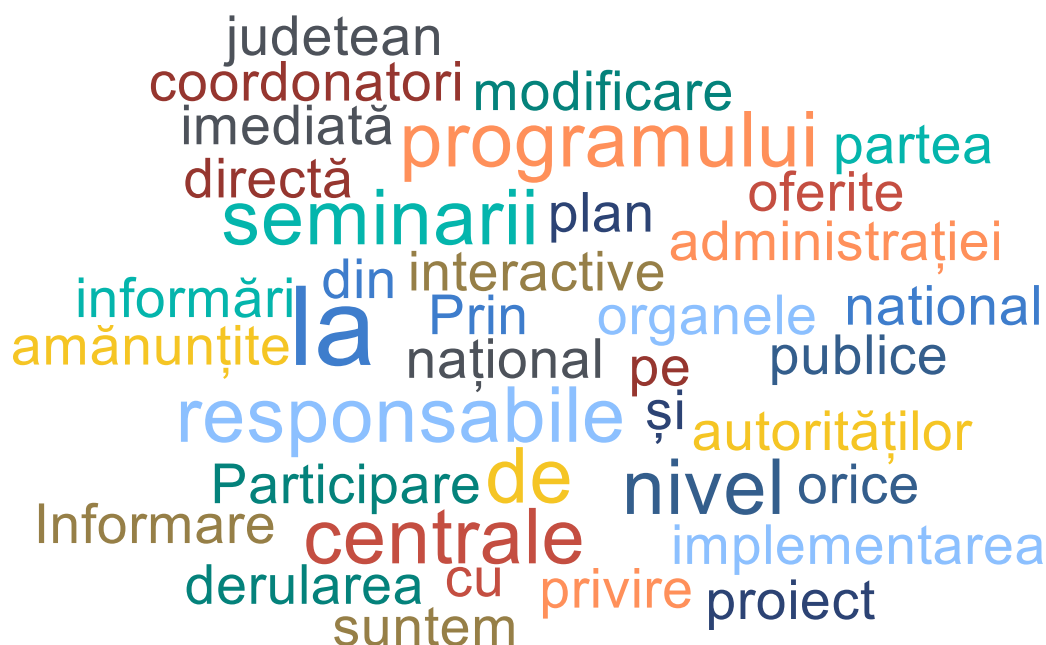 judetean
coordonatori modificare
imediată programului partea
directă oferite
seminarii plan administrației
din interactive
informări la Prin organele national
amănunțite național pe publice
responsabile și autorităților
Participare de nivel orice
Informare centrale implementarea
derularea cu privire proiect
suntem